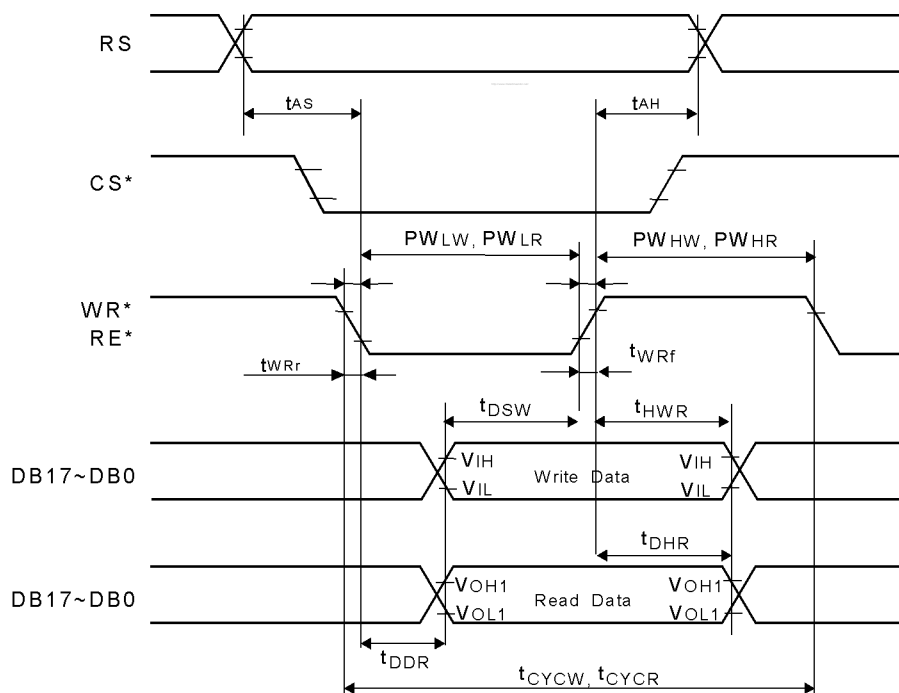 RS
tAS
tAH
CS*
PWLW, PWLR
PWHW, PWHR
WR*
RE*
tWRr
tWRf
tDSW
tHWR
DB17~DB0
VIH
VIL
Write Data
VIH
VIL
tDHR
DB17~DB0
VOH1
VOL1
Read Data
VOH1
VOL1
tDDR
tCYCW, tCYCR